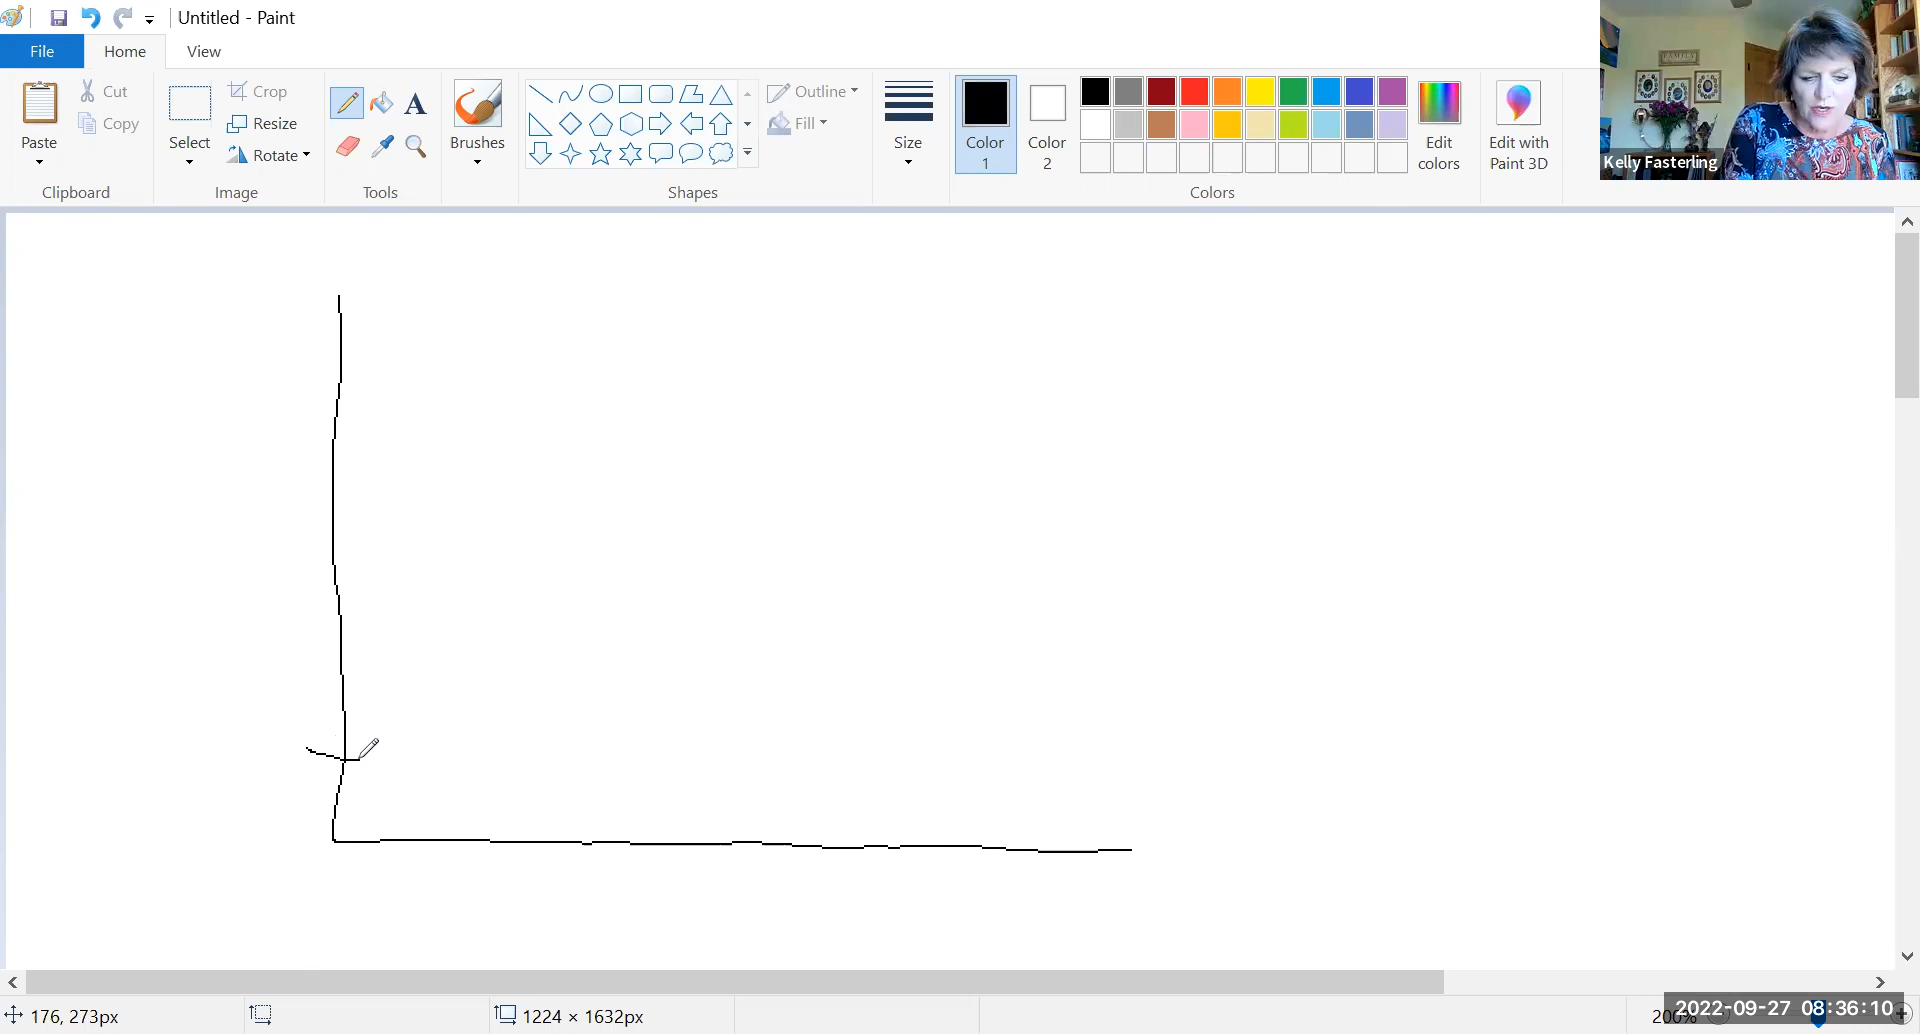 Untitled - Paint
File Home View
Paste
Cut
Copy
Clipboard
Select
Crop
Resize
Rotate
Image
A
Tools
Brushes
Outline
Fill
Shapes
Size
Color 1
Color 2
Edit colors
Colors
Edit with Paint 3D
FAMILY
Kelly Fasterling
176, 273px
1224 × 1632px
200%
2022-09-27 08:36:10